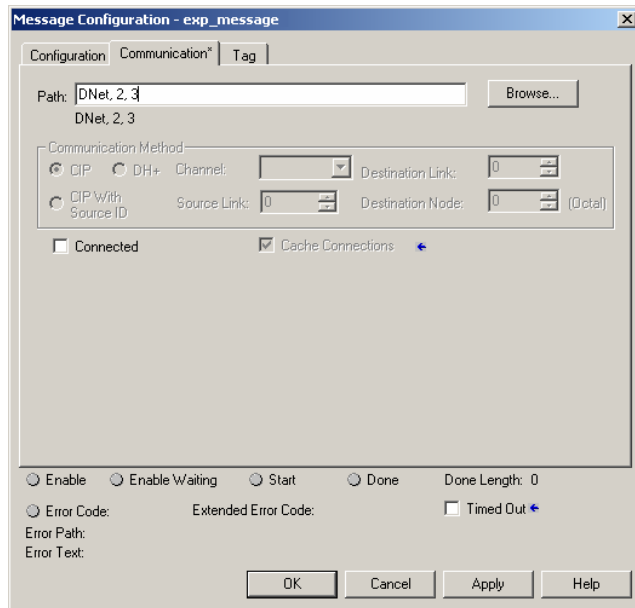 Message Configuration - exp_message
Configuration Communication* Tag
Path: DNet, 2, 3 Browse...
DNet, 2, 3
Communication Method
CIP DH+ Channel: Destination Link: 0
CIP With Source ID Source Link: 0 Destination Node: 0 (Octal)
Connected Cache Connections
Enable Enable Waiting Start Done Done Length: 0
Error Code: Extended Error Code: Timed Out
Error Path:
Error Text:
OK Cancel Apply Help